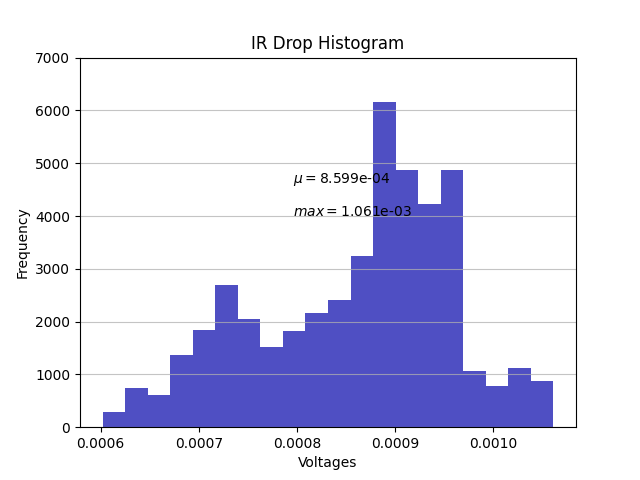 IR Drop Histogram
7000
6000
5000
4000
3000
2000
1000
0
Frequency
μ = 8.599e-04
max = 1.061e-03
0.0006 0.0007 0.0008 0.0009 0.0010
Voltages